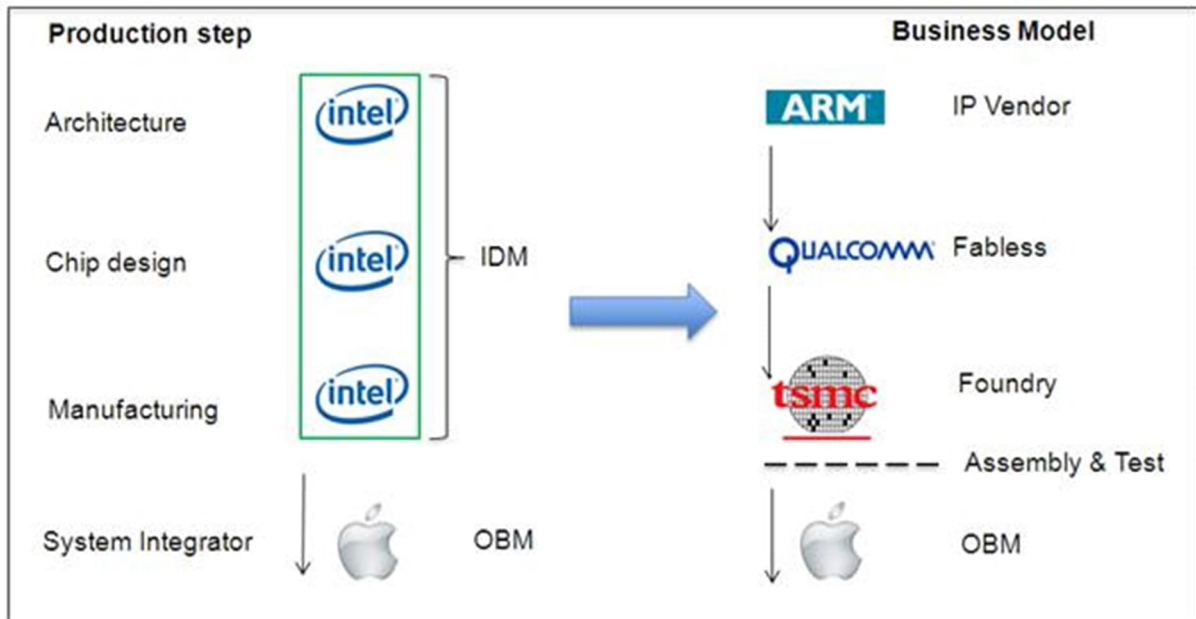 Production step
Business Model
Architecture
intel
ARM
IP Vendor
Chip design
intel
IDM
QUALCOMM
Fabless
Manufacturing
intel
tsmc
Foundry
Assembly & Test
System Integrator
OBM
OBM